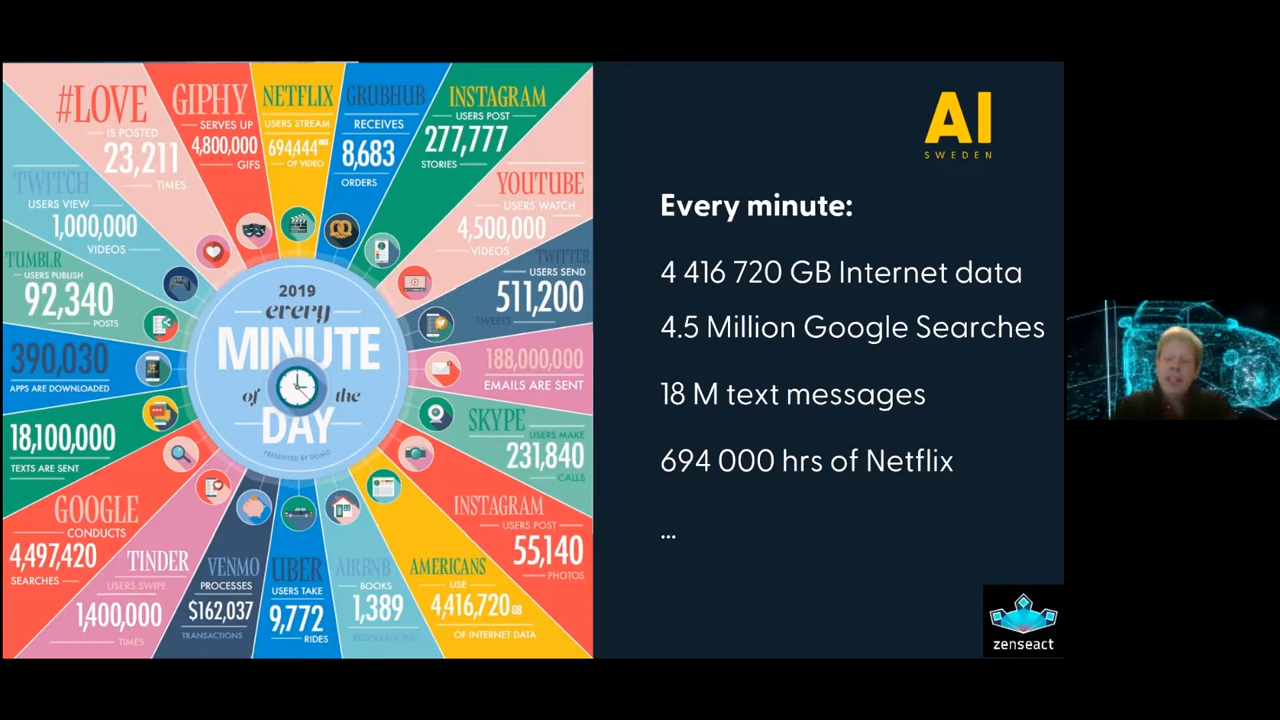 #LOVE
IS POSTED
23,211
TIMES
GIPHY
SERVES UP
4,800,000
GIFS
NETFLIX
USERS STREAM
694,444 HRS
OF VIDEO
GRUBHUB
RECEIVES
8,683
ORDERS
INSTAGRAM
USERS POST
277,777
STORIES
YOUTUBE
USERS WATCH
4,500,000
VIDEOS
TWITTER
USERS SEND
511,200
TWEETS
188,000,000
EMAILS ARE SENT
SKYPE
USERS MAKE
231,840
CALLS
INSTAGRAM
USERS POST
55,140
PHOTOS
AMERICANS
USE
4,416,720 GB
OF INTERNET DATA
AIRBNB
BOOKS
1,389
RESERVATIONS
UBER
USERS TAKE
9,772
RIDES
VENMO
PROCESSES
$162,037
TRANSACTIONS
TINDER
USERS SWIPE
1,400,000
TIMES
GOOGLE
CONDUCTS
4,497,420
SEARCHES
18,100,000
TEXTS ARE SENT
390,030
APPS ARE DOWNLOADED
TUMBLR
USERS PUBLISH
92,340
POSTS
TWITCH
USERS VIEW
1,000,000
VIDEOS
2019
every
MINUTE
of the
DAY
PRESENTED BY DOMO
AI
SWEDEN
Every minute:
4 416 720 GB Internet data
4.5 Million Google Searches
18 M text messages
694 000 hrs of Netflix
...
zenseact